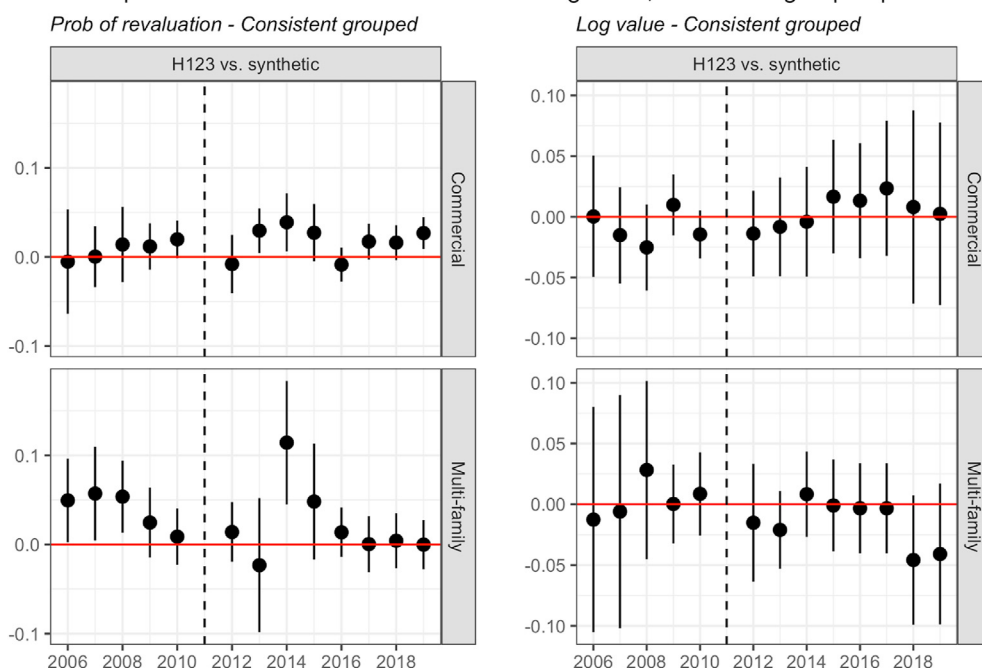 Prob of revaluation - Consistent grouped
H123 vs. synthetic
0.1
0.0
-0.1
Commercial
0.1
0.0
-0.1
Multi-family
2006 2008 2010 2012 2014 2016 2018
Log value - Consistent grouped
H123 vs. synthetic
0.10
0.05
0.00
-0.05
-0.10
Commercial
0.10
0.05
0.00
-0.05
-0.10
Multi-family
2006 2008 2010 2012 2014 2016 2018